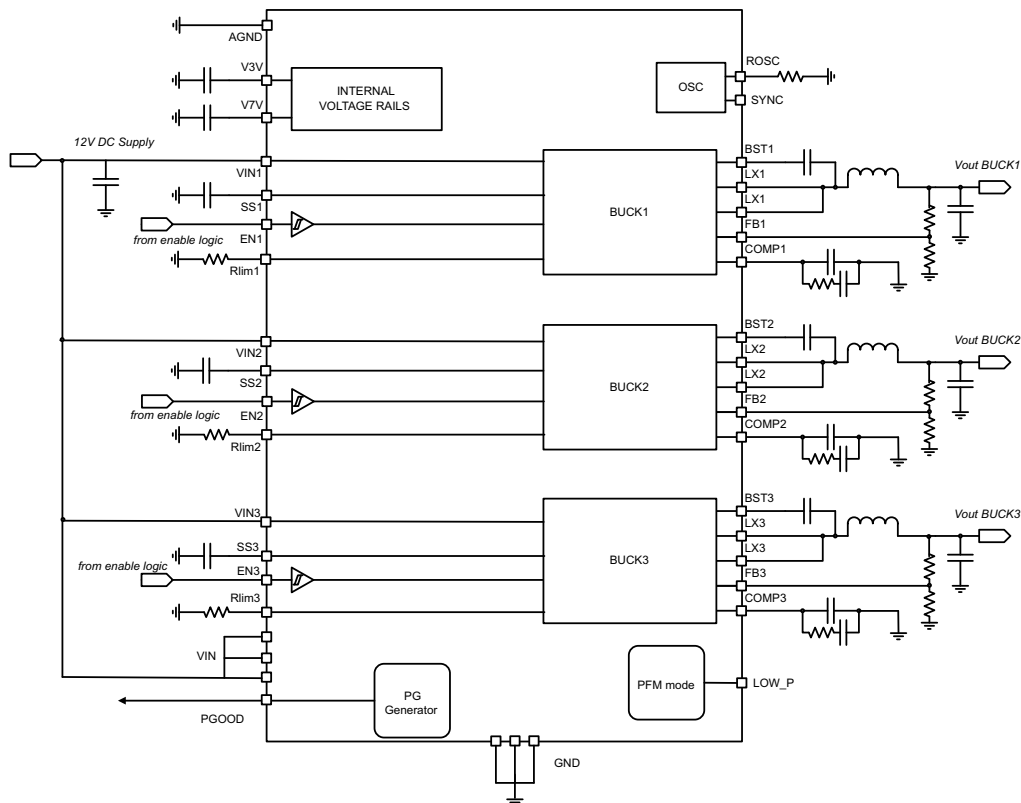 AGND
V3V
V7V
INTERNAL
VOLTAGE RAILS
OSC
ROSC
SYNC
12V DC Supply
VIN1
SS1
from enable logic
EN1
Rlim1
BUCK1
BST1
LX1
LX1
FB1
COMP1
Vout BUCK1
VIN2
SS2
from enable logic
EN2
Rlim2
BUCK2
BST2
LX2
LX2
FB2
COMP2
Vout BUCK2
VIN3
SS3
from enable logic
EN3
Rlim3
BUCK3
BST3
LX3
LX3
FB3
COMP3
Vout BUCK3
VIN
PGOOD
PG
Generator
PFM mode
LOW_P
GND